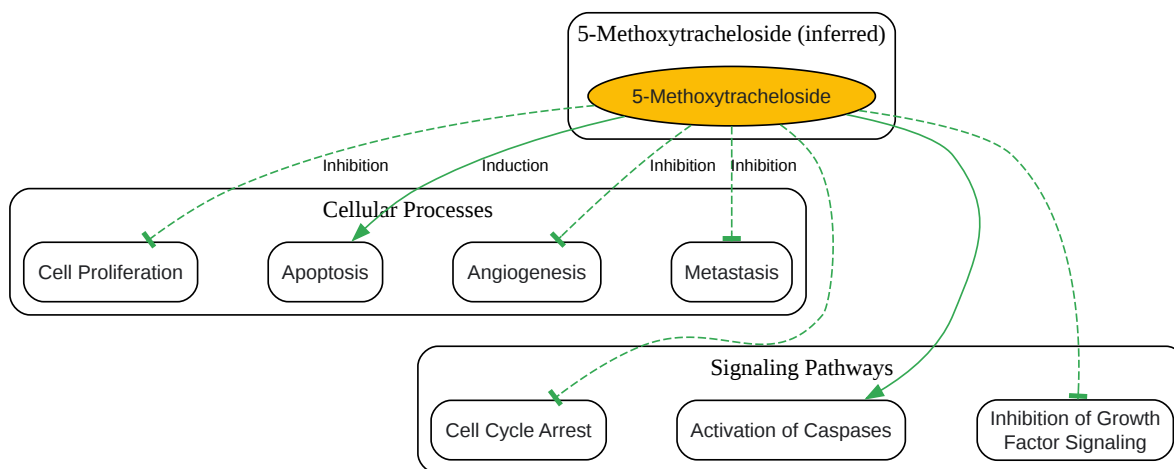 5-Methoxytracheloside (inferred)
5-Methoxytracheloside
Inhibition
Induction
Inhibition
Inhibition
Cellular Processes
Cell Proliferation
Apoptosis
Angiogenesis
Metastasis
Signaling Pathways
Cell Cycle Arrest
Activation of Caspases
Inhibition of Growth
Factor Signaling